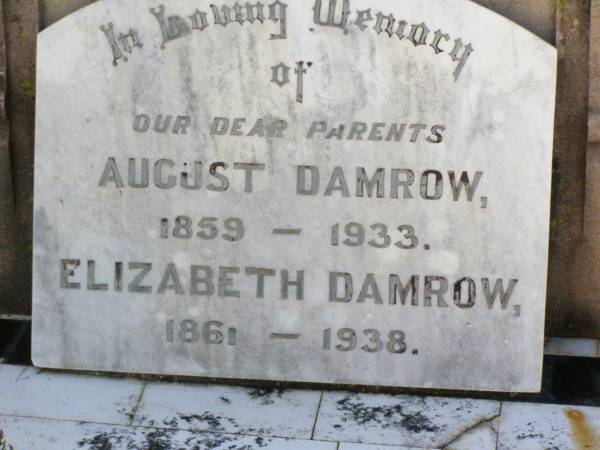 In Loving Memory
of
OUR DEAR PARENTS
AUGUST DAMROW,
1859 — 1933.
ELIZABETH DAMROW,
1861 — 1938.